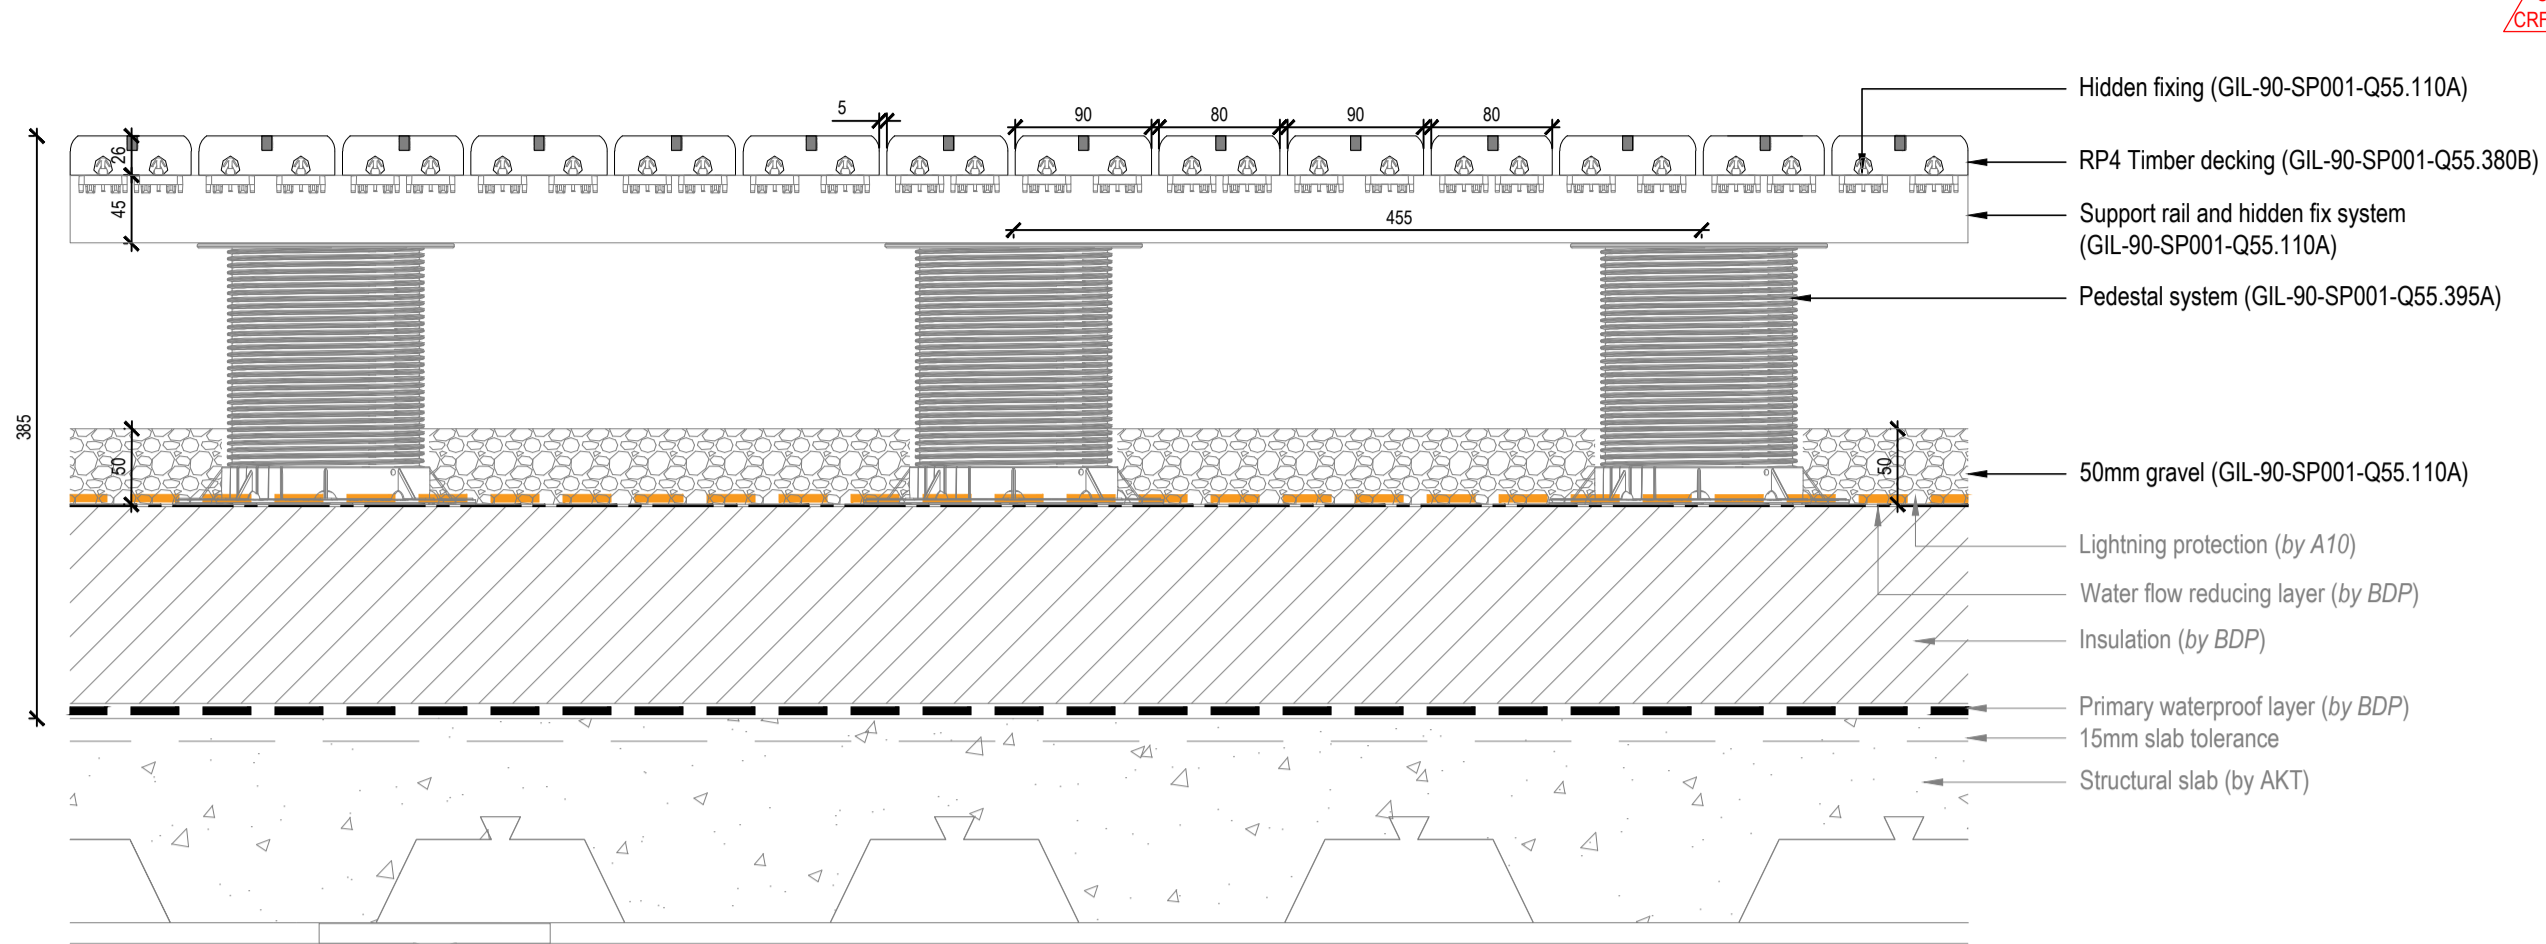 CRF
Hidden fixing (GIL-90-SP001-Q55.110A)
5
90
80
90
80
26
RP4 Timber decking (GIL-90-SP001-Q55.380B)
45
455
Support rail and hidden fix system
(GIL-90-SP001-Q55.110A)
Pedestal system (GIL-90-SP001-Q55.395A)
385
50
50
50mm gravel (GIL-90-SP001-Q55.110A)
Lightning protection (by A10)
Water flow reducing layer (by BDP)
Insulation (by BDP)
Primary waterproof layer (by BDP)
15mm slab tolerance
Structural slab (by AKT)